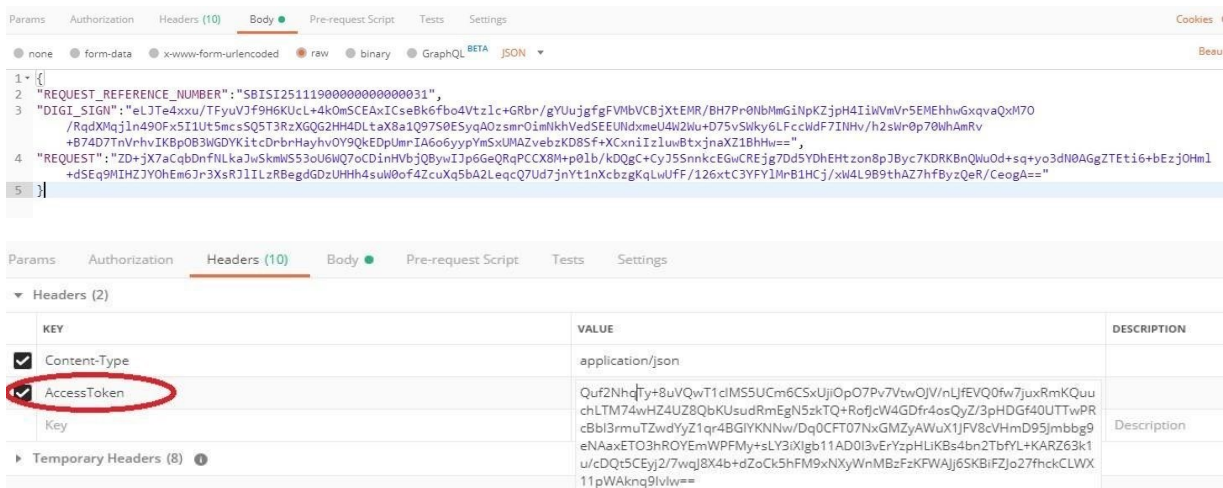 Params Authorization Headers (10) Body Pre-request Script Tests Settings Cookies
none form-data x-www-form-urlencoded raw binary GraphQL BETA JSON Beau
1 {
2 "REQUEST_REFERENCE_NUMBER":"SBISI25111900000000000031",
3 "DIGI_SIGN":"eLJTe4xxu/TFyuVJf9H6KUcL+4kOmSCEAxICseBk6fbo4Vtzlc+GRbr/gYUujgfgFVMbVCBjXtEMR/BH7Pr0NbMmGiNpKZjpH4IiWVmVr5EMEhhwGxqvaQxM7O
/RqdXMqjln49OFx5I1Ut5mcsSQ5T3RzXGQG2HH4DLtaX8a1Q97S0ESyqAOzsmrOimNkhVedSEEUNdxmeU4W2Wu+D75vSWky6LFccWdF7INHv/h2sWr0p70WhAmRv
+B74D7TnVrhvIKBpOB3WGDYKitcDrbrHayhvOY9QkEDpUmrIA6o6yypYmSxUMAZvebzKD8Sf+XCxniIzluwBtxjnaXZ1BhHw==",
4 "REQUEST":"ZD+jX7aCqbDnfNLkaJwSkmWS53oU6WQ7oCDinHVbjQBywIJp6GeQRqPCCX8M+p0lb/kDQgC+CyJ5SnnkcEGwCREjg7Dd5YDhEHtzon8pJByc7KDRKBnQWuOd+sq+yo3dN0AGgZTEti6+bEzjOHml
+dSEq9MIHZJYOhEm6Jr3XsRJlILzRBegdGDzUHHh4suW0of4ZcuXq5bA2LeqcQ7Ud7jnYt1nXcbzgKqLwUfF/126xtC3YFYlMrB1HCj/xW4L9B9thAZ7hfByzQeR/CeogA=="
5 }
Params Authorization Headers (10) Body Pre-request Script Tests Settings
Headers (2)
KEY VALUE DESCRIPTION
Content-Type application/json
AccessToken Quf2NhqTy+8uVQwT1cIMS5UCm6CSxUjiOpO7Pv7VtwOJV/nLJfEVQ0fw7juxRmKQuu
chLTM74wHZ4UZ8QbKUsudRmEgN5zkTQ+RofJcW4GDfr4osQyZ/3pHDGf40UTTwPR
Key cBbI3rmuTZwdYyZ1qr4BGIYKNNw/Dq0CFT07NxGMZyAWuX1JFV8cVHmD95Jmbbg9 Description
eNAaxETO3hROYEmWPFMy+sLY3iXIgb11AD0I3vErYzpHLiKBs4bn2TbfYL+KARZ63k1
Temporary Headers (8) u/cDQt5CEyj2/7wqJ8X4b+dZoCk5hFM9xNXyWnMBzFzKFWAJj6SKBiFZJo27fhckCLWX
11pWAknq9Ivlw==